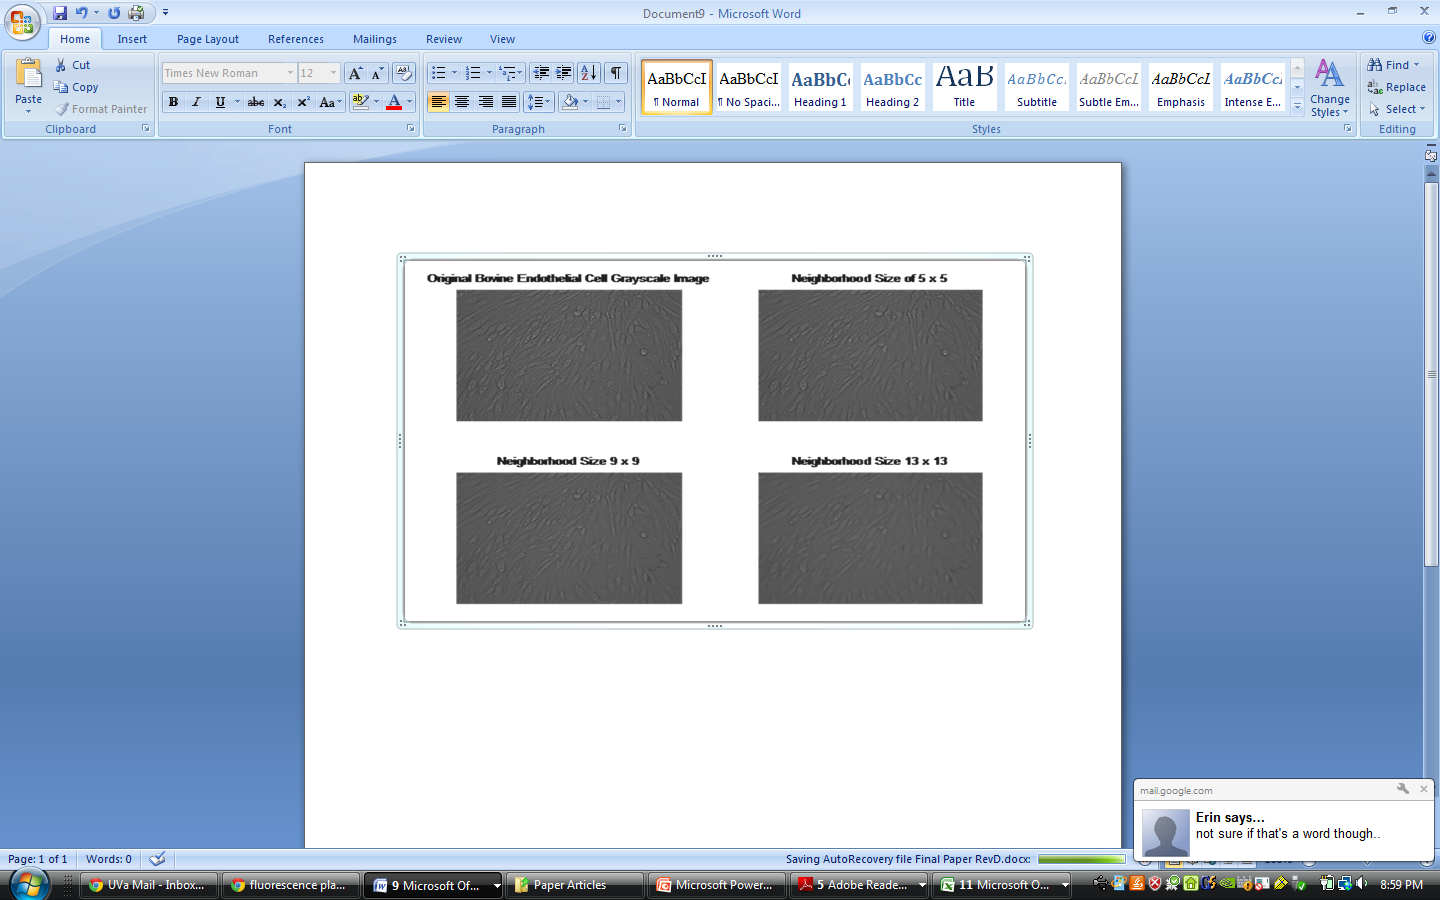 Document9 - Microsoft Word
Home Insert Page Layout References Mailings Review View
Paste
Cut
Copy
Format Painter
Clipboard
Times New Roman 12
Font
Paragraph
AaBbCcI AaBbCcI AaBbC AaBbCc AaB AaBbCc. AaBbCcL AaBbCcL AaBbCcL
¶ Normal ¶ No Spaci... Heading 1 Heading 2 Title Subtitle Subtle Em... Emphasis Intense E...
Change Styles
Styles
Find
Replace
Select
Editing
Original Bovine Endothelial Cell Grayscale Image
Neighborhood Size of 5 x 5
Neighborhood Size 9 x 9
Neighborhood Size 13 x 13
mail.google.com
Erin says...
not sure if that's a word though..
Page: 1 of 1 Words: 0 Saving AutoRecovery file Final Paper RevD.docx:
UVa Mail - Inbox... fluorescence pla... 9 Microsoft Of... Paper Articles Microsoft Power... 5 Adobe Reade... 11 Microsoft O... 8:59 PM